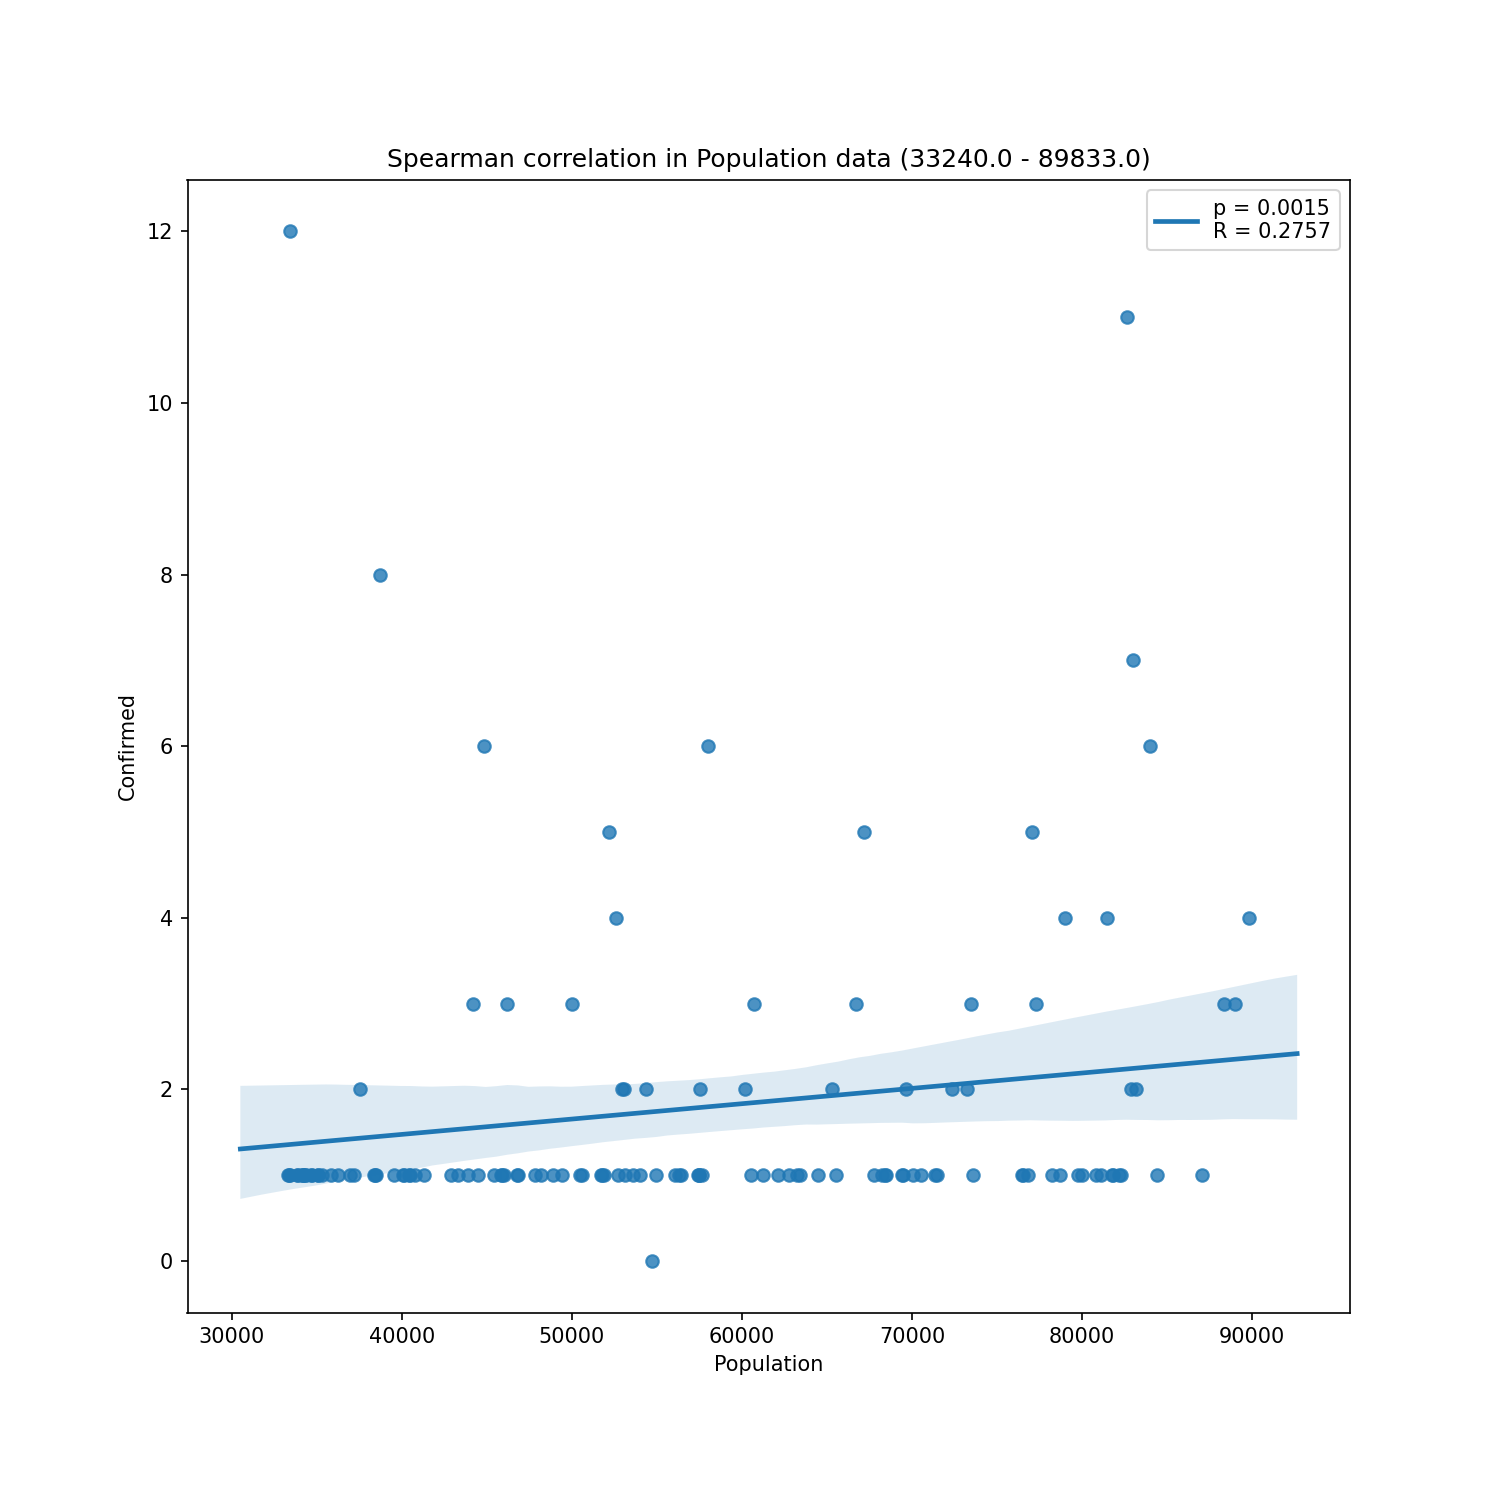 Spearman correlation in Population data (33240.0 - 89833.0)
p = 0.0015
R = 0.2757
12
10
8
6
4
2
0
Confirmed
30000 40000 50000 60000 70000 80000 90000
Population